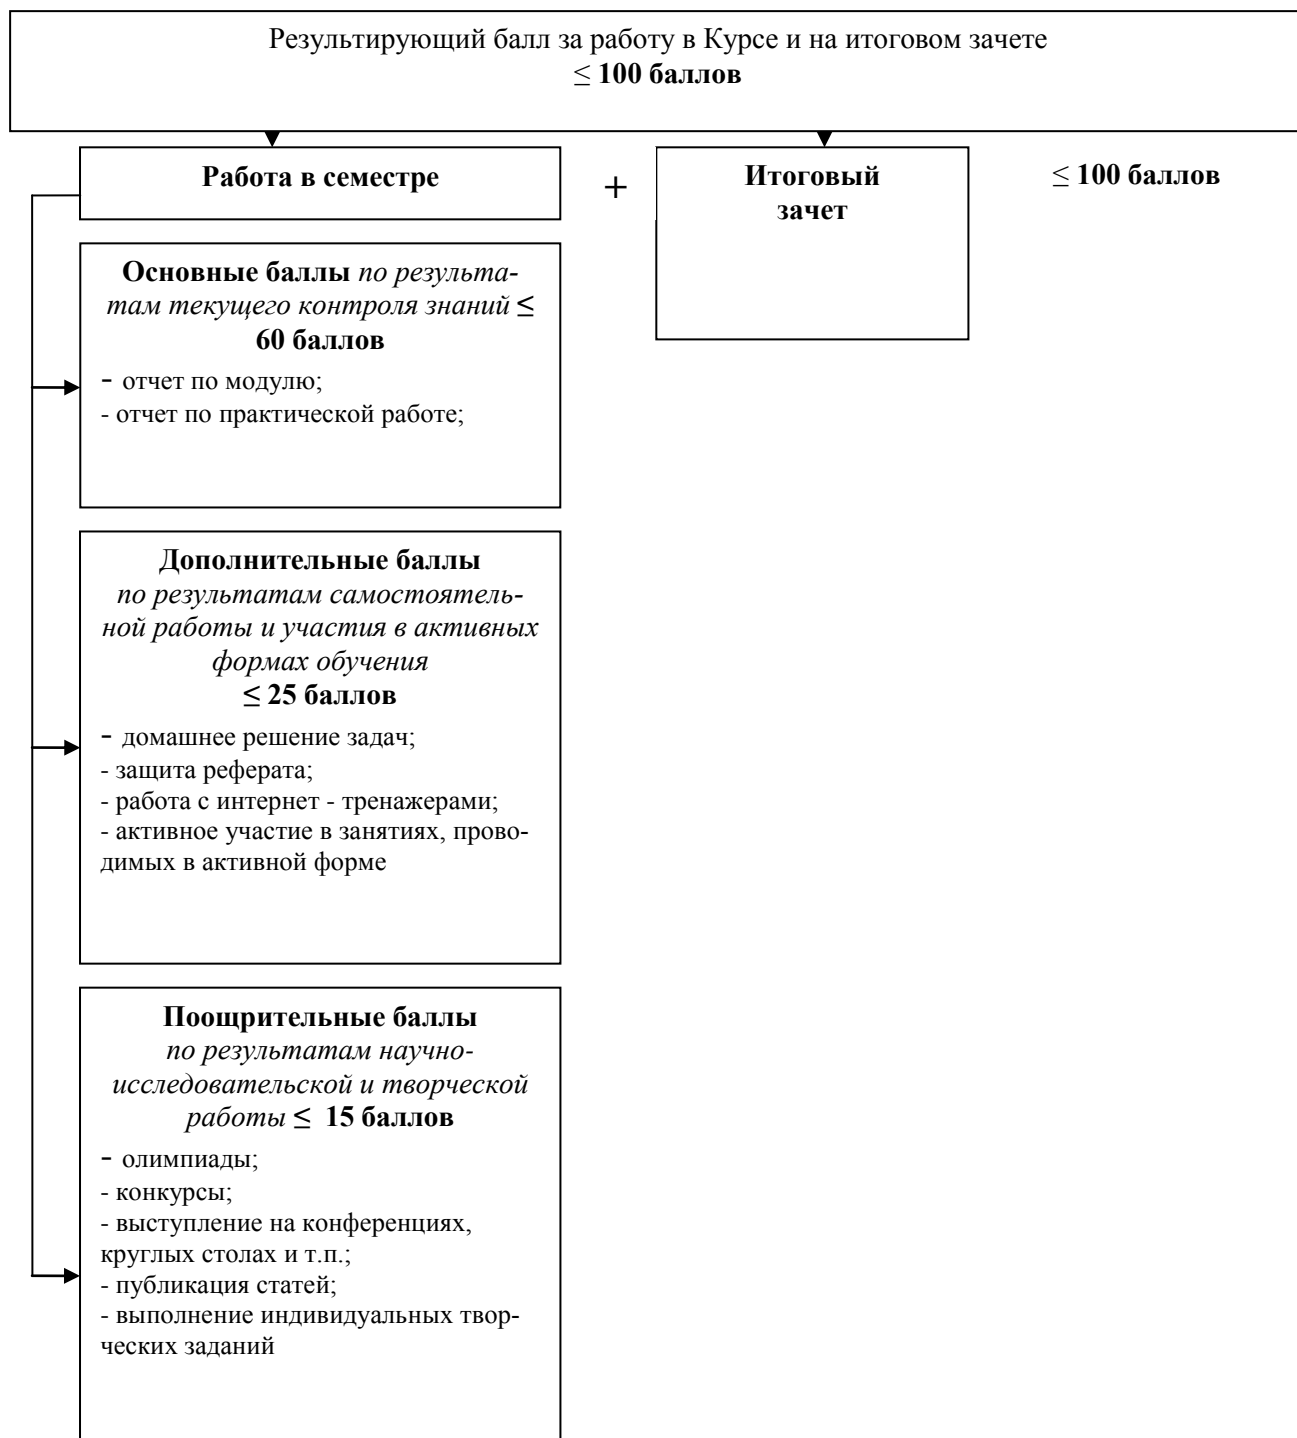 Результирующий балл за работу в Курсе и на итоговом зачете
≤ 100 баллов
Работа в семестре
+
Итоговый
зачет
≤ 100 баллов
Основные баллы по результа-
там текущего контроля знаний ≤
60 баллов
- отчет по модулю;
- отчет по практической работе;
Дополнительные баллы
по результатам самостоятель-
ной работы и участия в активных
формах обучения
≤ 25 баллов
- домашнее решение задач;
- защита реферата;
- работа с интернет - тренажерами;
- активное участие в занятиях, прово-
димых в активной форме
Поощрительные баллы
по результатам научно-
исследовательской и творческой
работы ≤ 15 баллов
- олимпиады;
- конкурсы;
- выступление на конференциях,
круглых столах и т.п.;
- публикация статей;
- выполнение индивидуальных твор-
ческих заданий